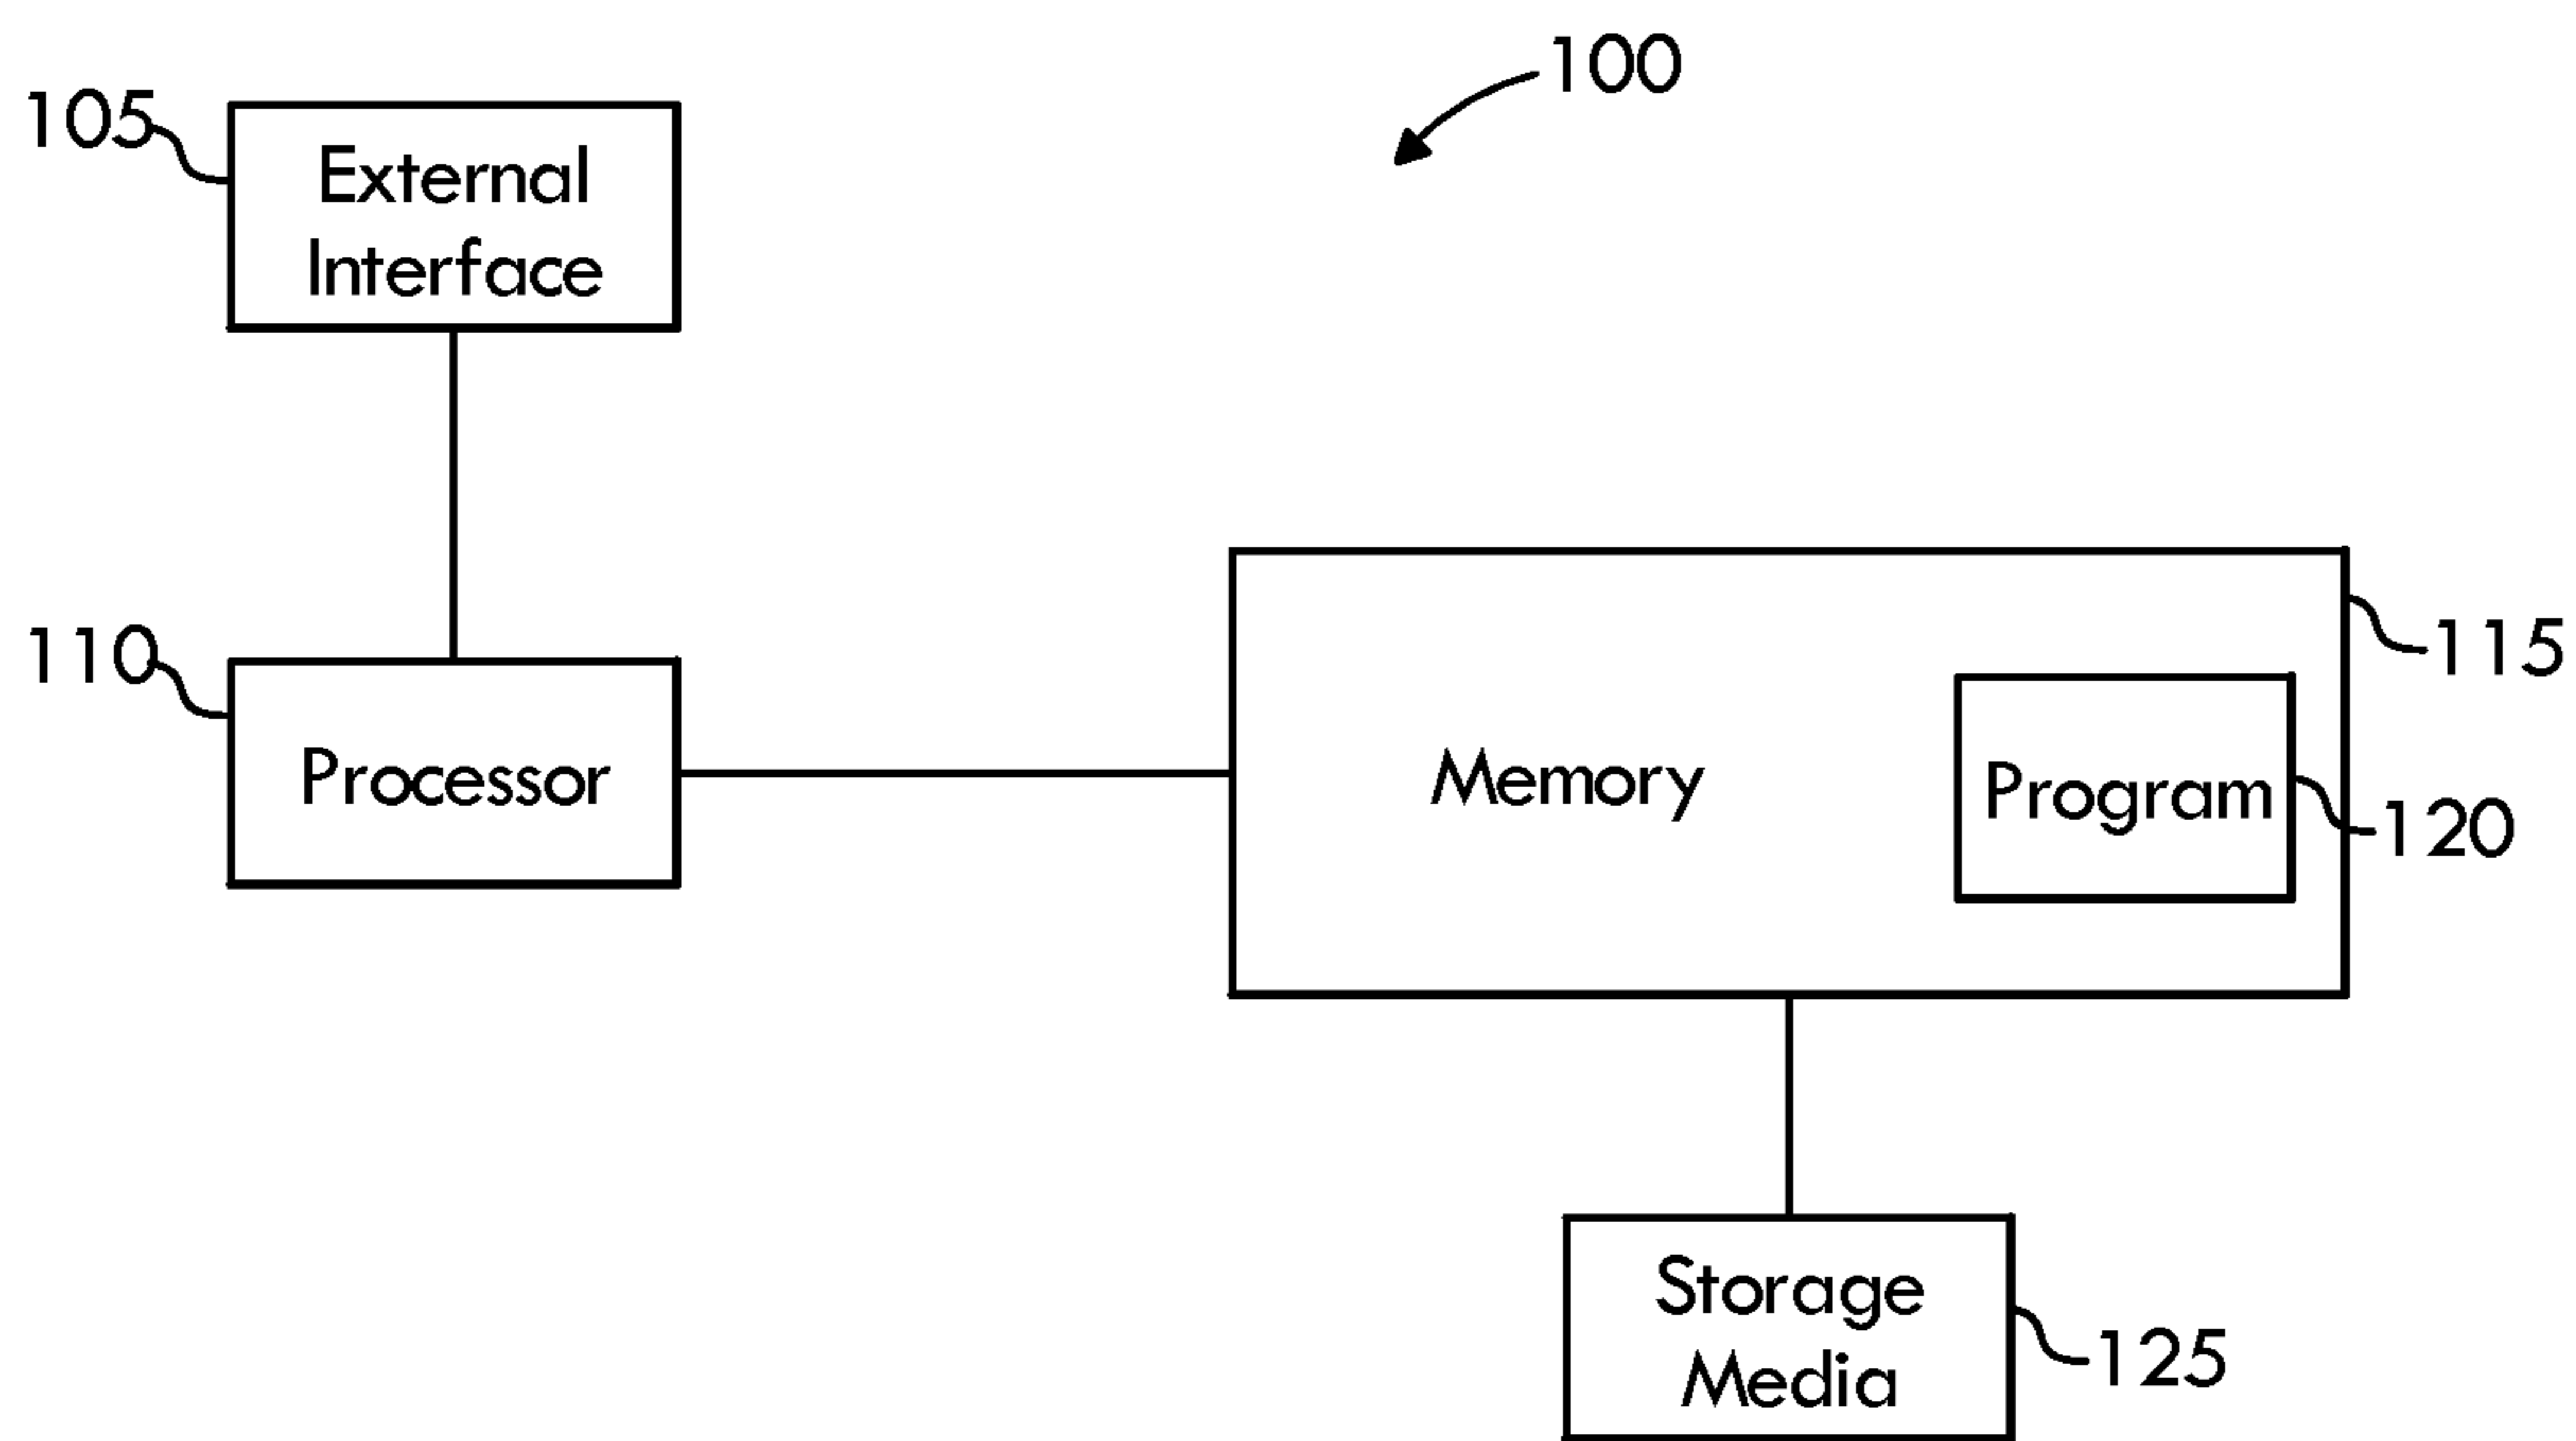 100
105
External
Interface
110
Processor
115
Memory
Program
120
Storage
Media
125